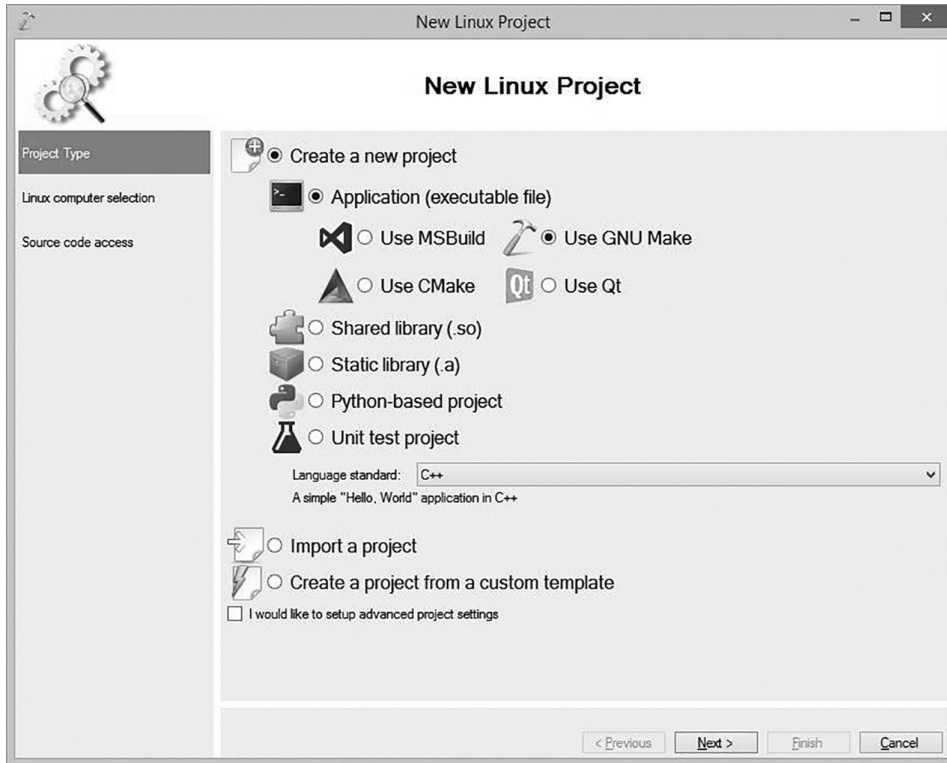 New Linux Project
New Linux Project
Project Type
Linux computer selection
Source code access
Create a new project
>_
Application (executable file)
Use MSBuild
Use GNU Make
Use CMake
Qt Use Qt
Shared library (.so)
Static library (.a)
Python-based project
Unit test project
Language standard: C++
A simple "Hello, World" application in C++
Import a project
Create a project from a custom template
I would like to setup advanced project settings
< Previous Next > Finish Cancel